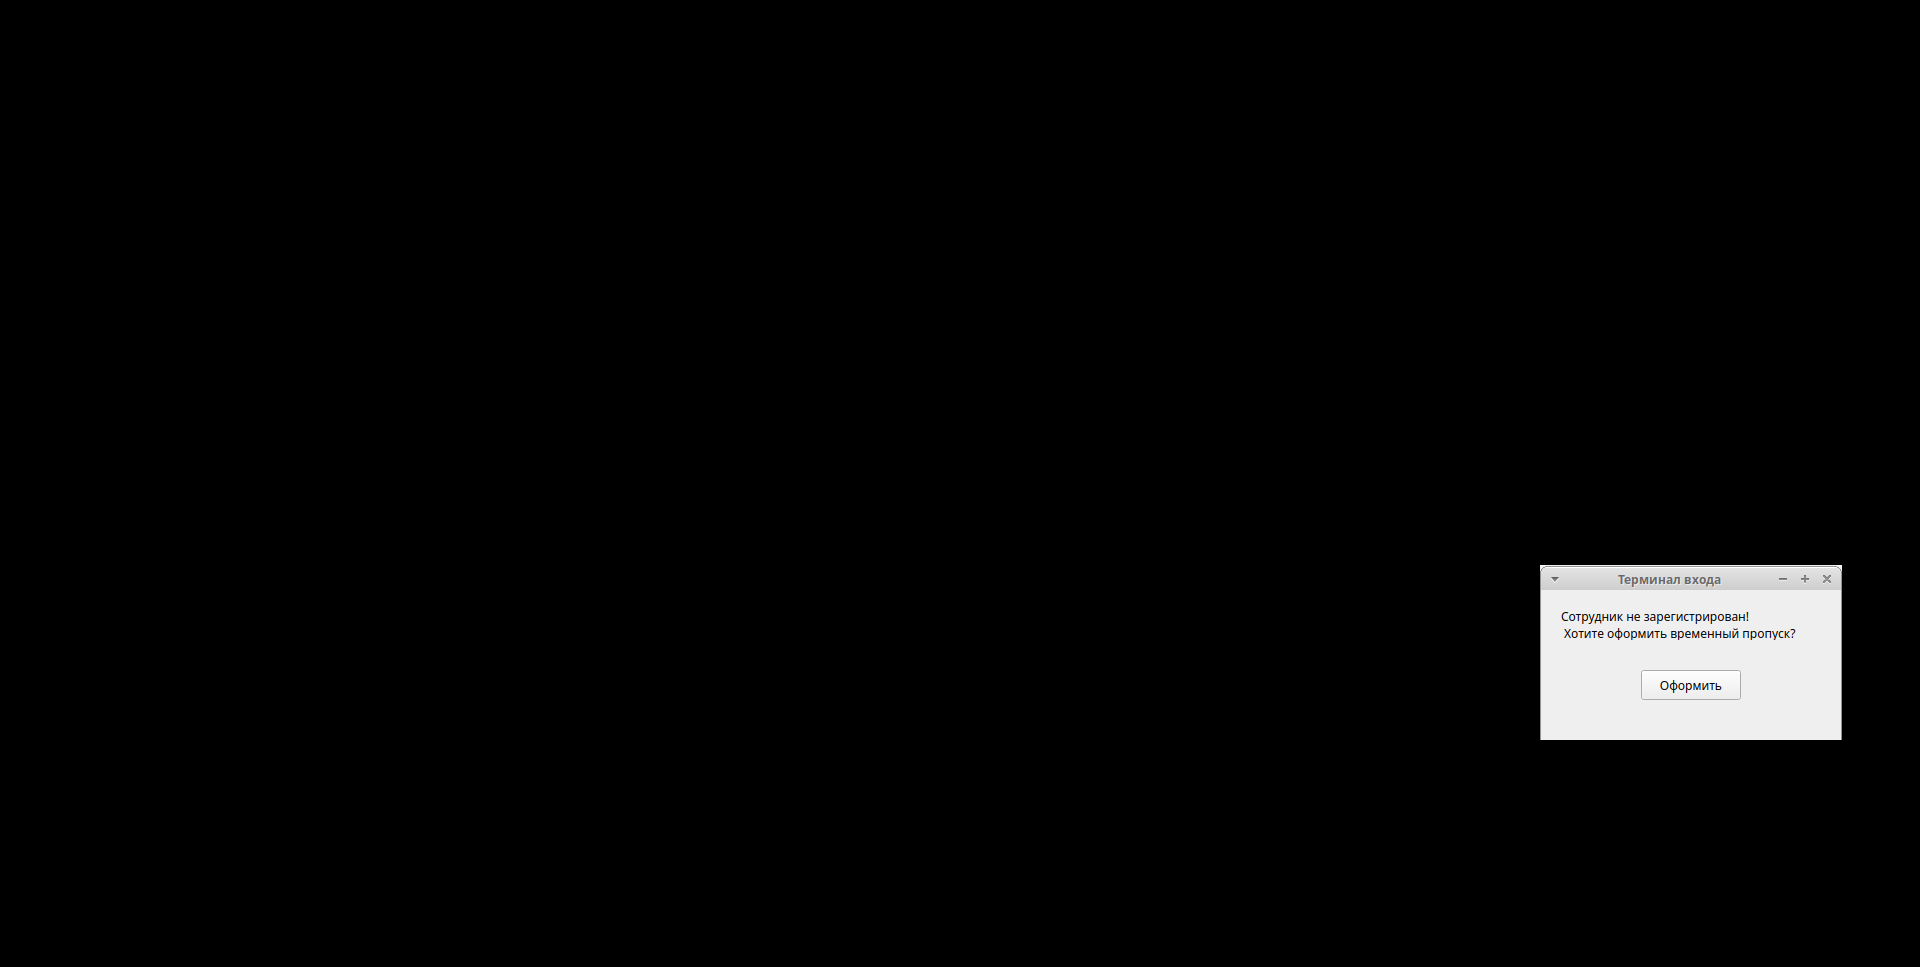 Терминал входа
Сотрудник не зарегистрирован!
Хотите оформить временный пропуск?
Оформить